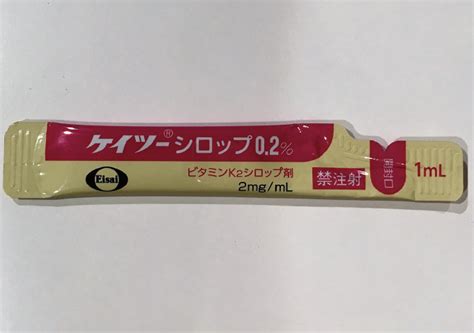 ケイツー®シロップ0.2%
Eisai
ビタミンK2シロップ剤
2mg/mL
禁注射
開封口
1mL